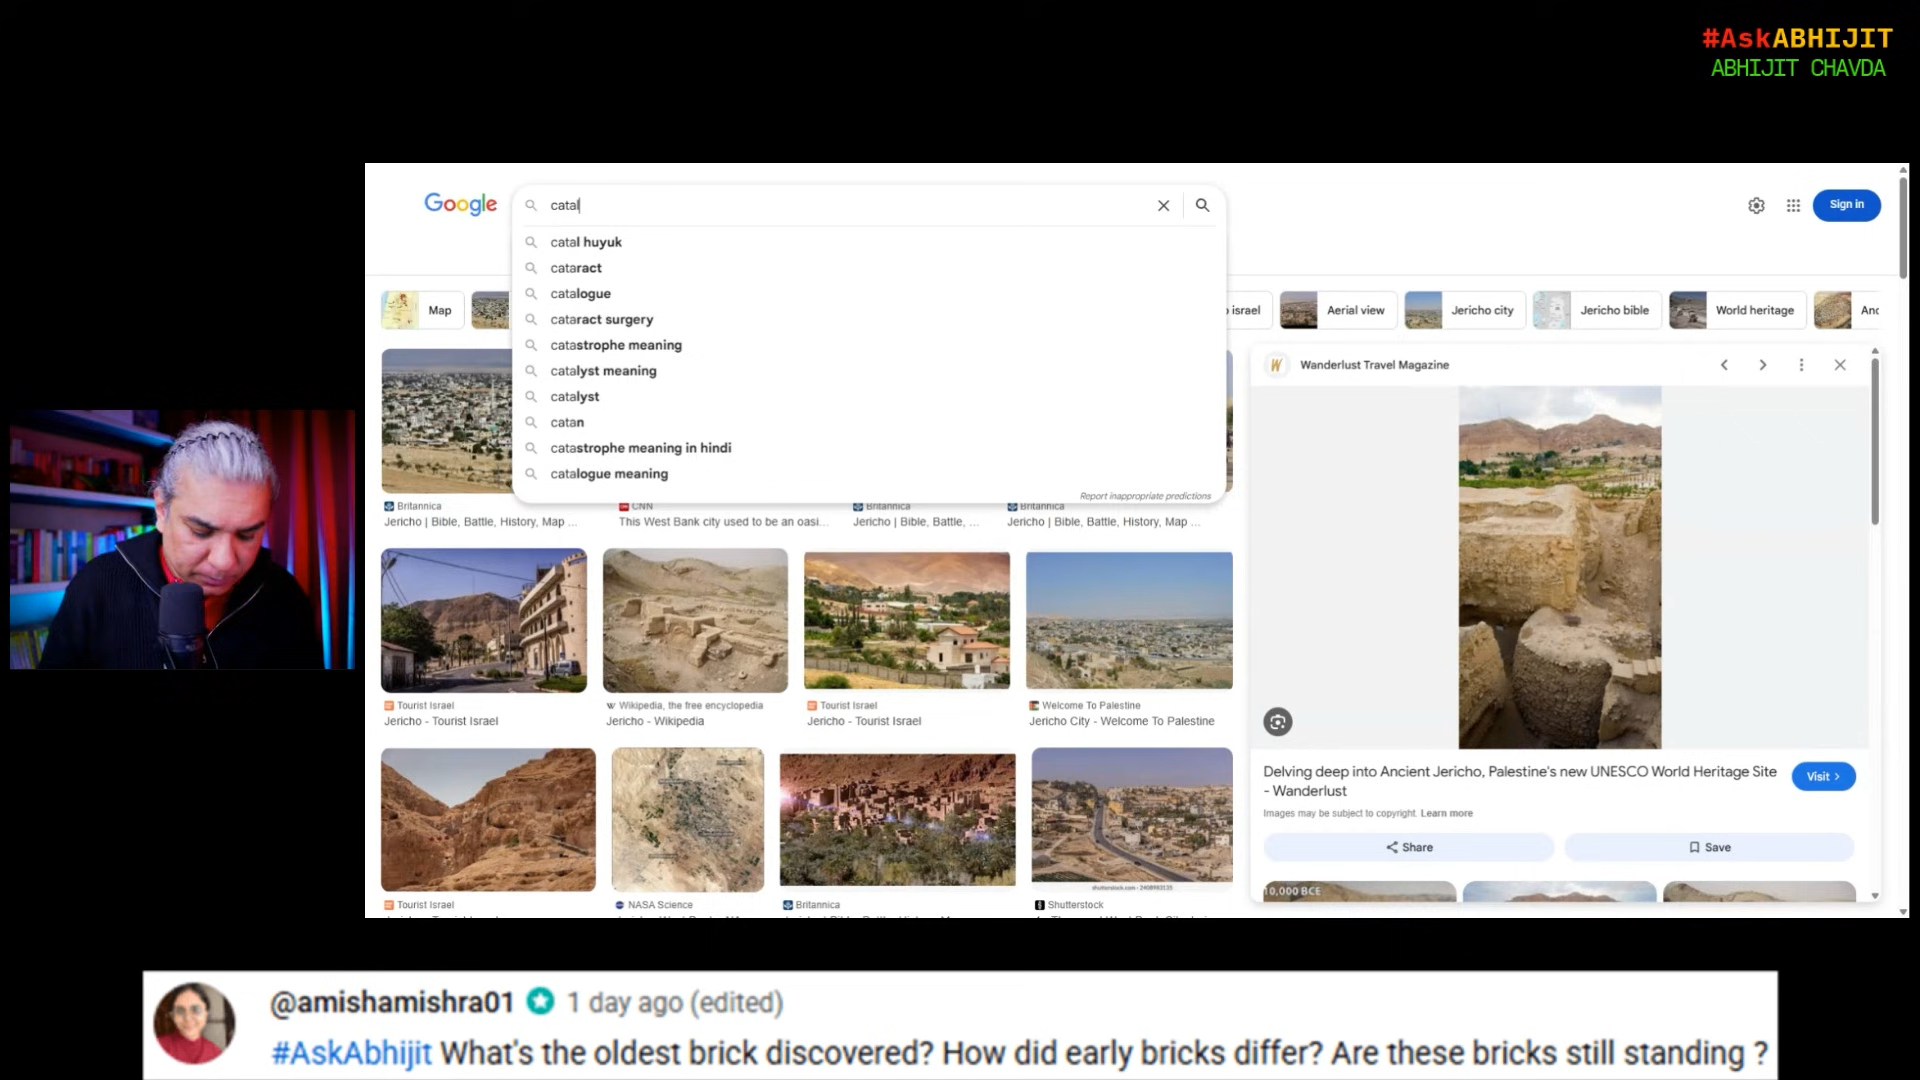 #AskABHIJIT
ABHIJIT CHAVDA
Google
catal
Sign in
catal huyuk
cataract
catalogue
cataract surgery
catastrophe meaning
catalyst meaning
catalyst
catan
catastrophe meaning in hindi
catalogue meaning
Report inappropriate predictions
Map
israel
Aerial view
Jericho city
Jericho bible
World heritage
Wanderlust Travel Magazine
Britannica
CNN
Britannica
Britannica
Jericho | Bible, Battle, History, Map ...
This West Bank city used to be an oasi...
Jericho | Bible, Battle, ...
Jericho | Bible, Battle, History, Map ...
Tourist Israel
Wikipedia, the free encyclopedia
Tourist Israel
Welcome To Palestine
Jericho - Tourist Israel
Jericho - Wikipedia
Jericho - Tourist Israel
Jericho City - Welcome To Palestine
Delving deep into Ancient Jericho, Palestine's new UNESCO World Heritage Site
- Wanderlust
Visit
Images may be subject to copyright. Learn more
Share
Save
10,000 BCE
Tourist Israel
NASA Science
Britannica
Shutterstock
@amishamishra01 1 day ago (edited)
#AskAbhijit What's the oldest brick discovered? How did early bricks differ? Are these bricks still standing ?